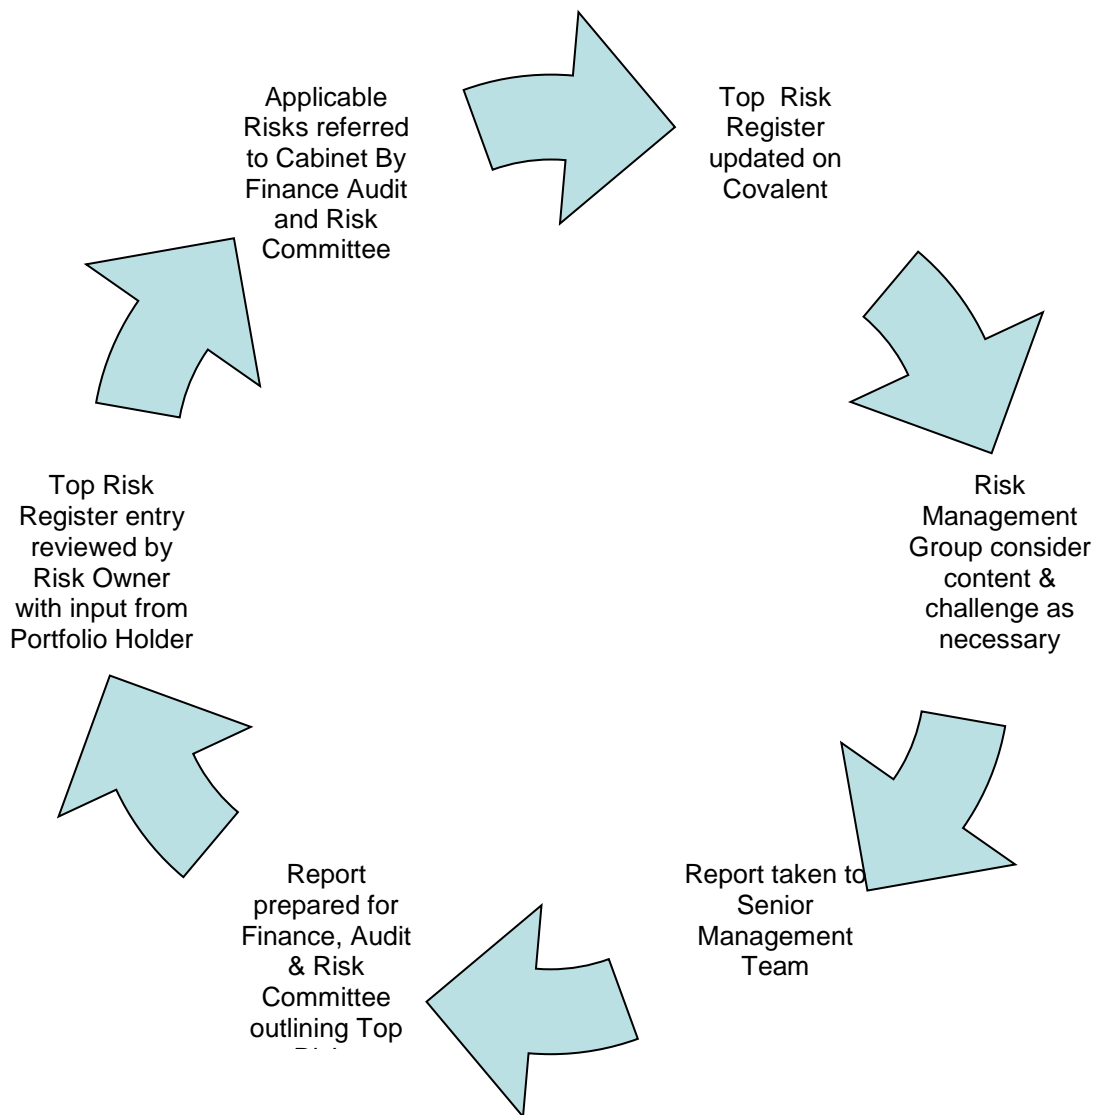 Applicable
Risks referred
to Cabinet By
Finance Audit
and Risk
Committee
Top Risk
Register
updated on
Covalent
Risk
Management
Group consider
content &
challenge as
necessary
Report taken to
Senior
Management
Team
Report
prepared for
Finance, Audit
& Risk
Committee
outlining Top
Top Risk
Register entry
reviewed by
Risk Owner
with input from
Portfolio Holder